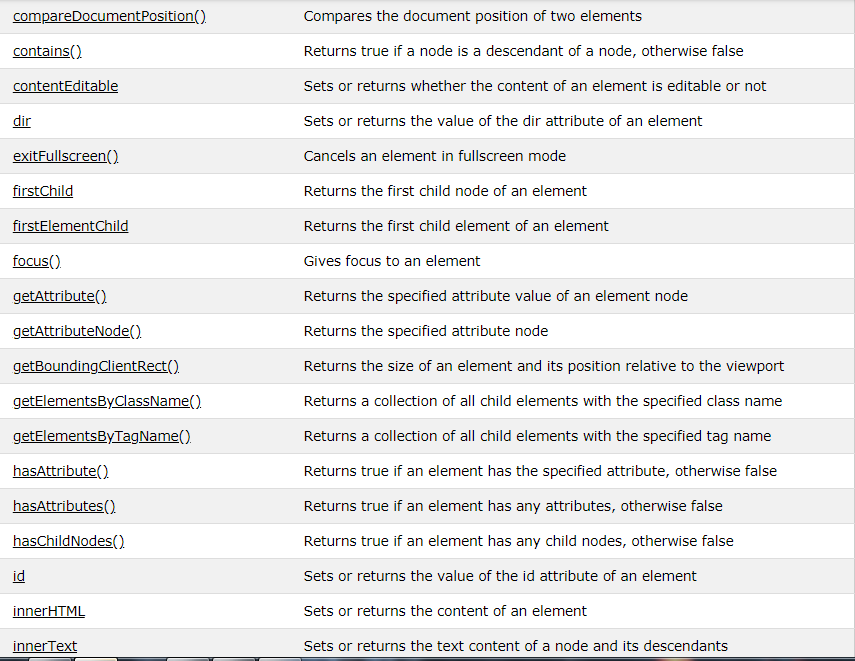 compareDocumentPosition() Compares the document position of two elements
contains() Returns true if a node is a descendant of a node, otherwise false
contentEditable Sets or returns whether the content of an element is editable or not
dir Sets or returns the value of the dir attribute of an element
exitFullscreen() Cancels an element in fullscreen mode
firstChild Returns the first child node of an element
firstElementChild Returns the first child element of an element
focus() Gives focus to an element
getAttribute() Returns the specified attribute value of an element node
getAttributeNode() Returns the specified attribute node
getBoundingClientRect() Returns the size of an element and its position relative to the viewport
getElementsByClassName() Returns a collection of all child elements with the specified class name
getElementsByTagName() Returns a collection of all child elements with the specified tag name
hasAttribute() Returns true if an element has the specified attribute, otherwise false
hasAttributes() Returns true if an element has any attributes, otherwise false
hasChildNodes() Returns true if an element has any child nodes, otherwise false
id Sets or returns the value of the id attribute of an element
innerHTML Sets or returns the content of an element
innerText Sets or returns the text content of a node and its descendants